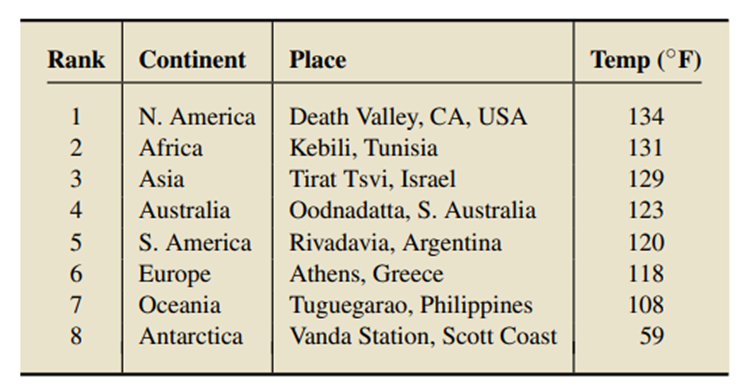 Rank Continent Place Temp (°F)
1 N. America Death Valley, CA, USA 134
2 Africa Kebili, Tunisia 131
3 Asia Tirat Tsvi, Israel 129
4 Australia Oodnadatta, S. Australia 123
5 S. America Rivadavia, Argentina 120
6 Europe Athens, Greece 118
7 Oceania Tuguegarao, Philippines 108
8 Antarctica Vanda Station, Scott Coast 59